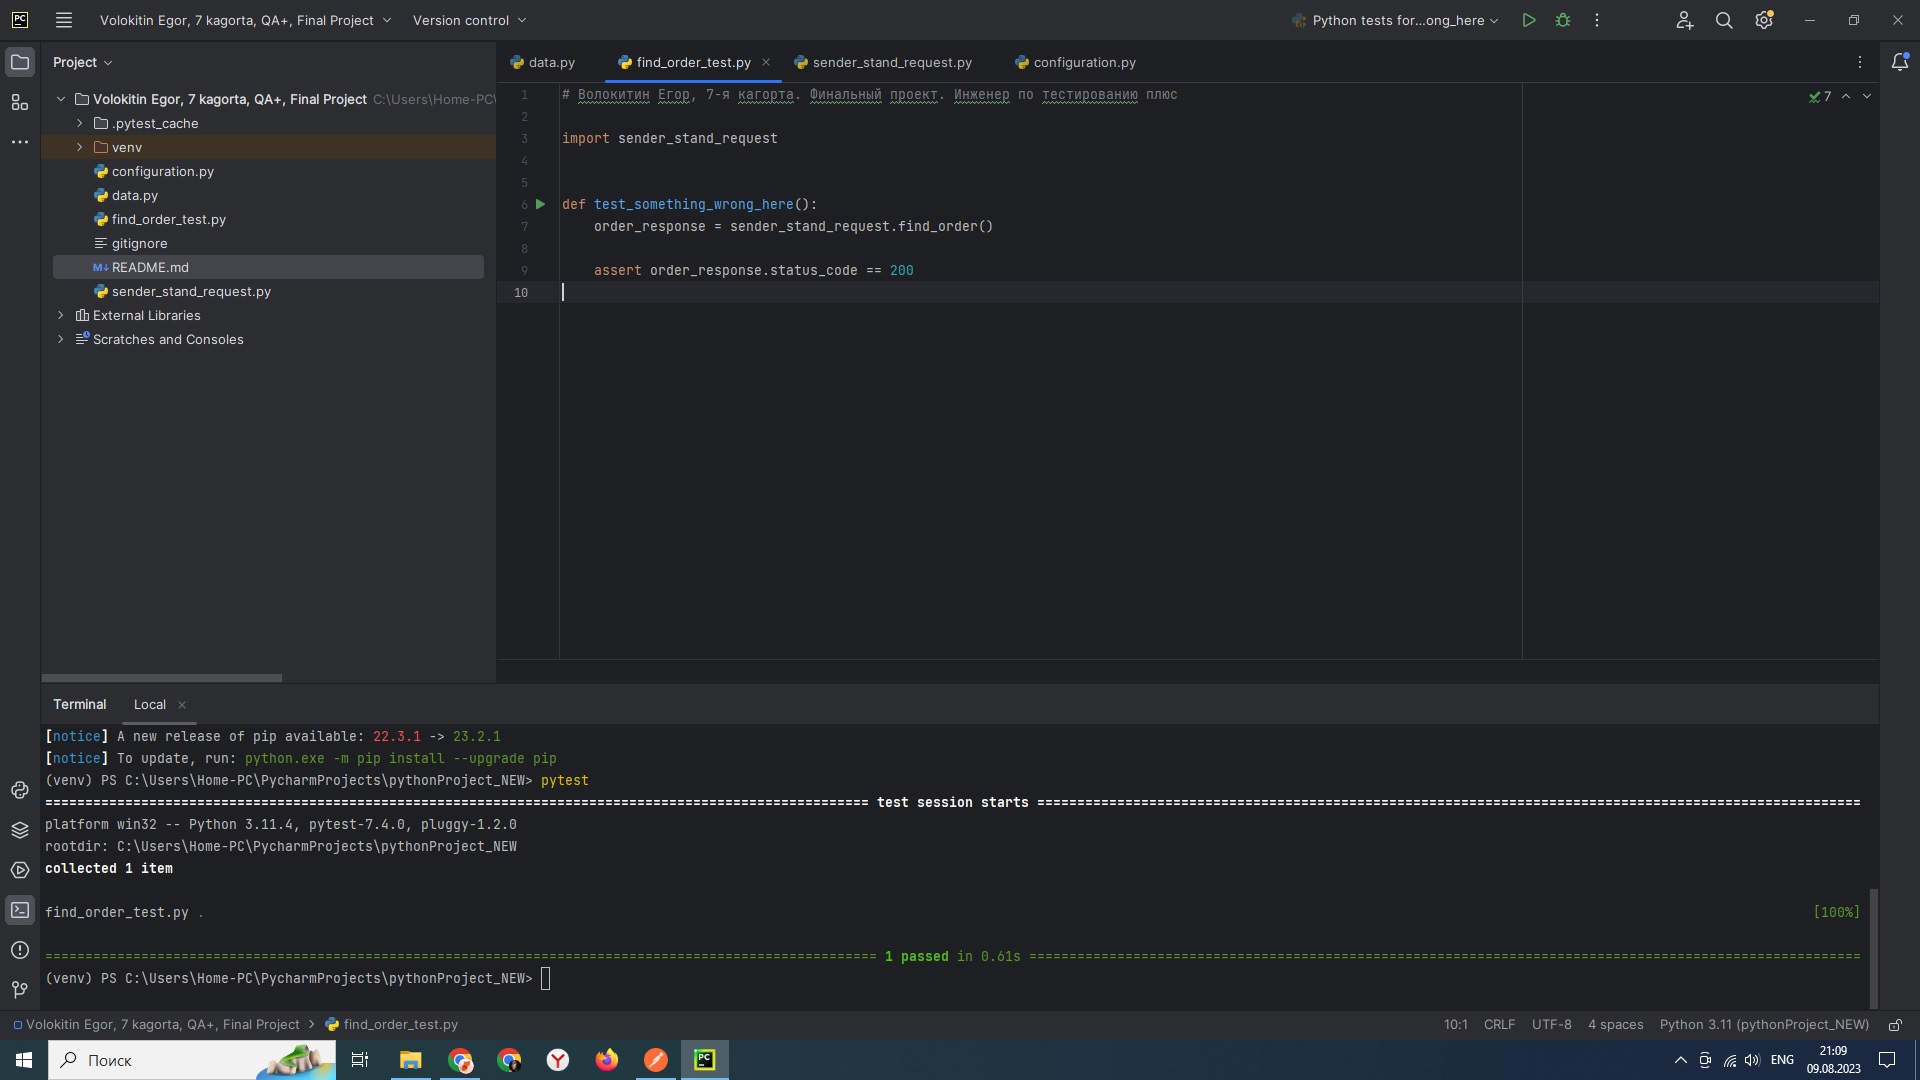 PC
Volokitin Egor, 7 kagorta, QA+, Final Project
Version control
Python tests for...ong_here
Project
data.py
find_order_test.py
sender_stand_request.py
configuration.py
Volokitin Egor, 7 kagorta, QA+, Final Project C:\Users\Home-PC\
.pytest_cache
venv
configuration.py
data.py
find_order_test.py
gitignore
M↓ README.md
sender_stand_request.py
External Libraries
Scratches and Consoles
7
1 # Волокитин Егор, 7-я кагорта. Финальный проект. Инженер по тестированию плюс
2
3 import sender_stand_request
4
5
6 def test_something_wrong_here():
7 order_response = sender_stand_request.find_order()
8
9 assert order_response.status_code == 200
10
Terminal
Local
[notice] A new release of pip available: 22.3.1 -> 23.2.1
[notice] To update, run: python.exe -m pip install --upgrade pip
(venv) PS C:\Users\Home-PC\PycharmProjects\pythonProject_NEW> pytest
======= test session starts =======
platform win32 -- Python 3.11.4, pytest-7.4.0, pluggy-1.2.0
rootdir: C:\Users\Home-PC\PycharmProjects\pythonProject_NEW
collected 1 item
find_order_test.py . [100%]
======= 1 passed in 0.61s =======
(venv) PS C:\Users\Home-PC\PycharmProjects\pythonProject_NEW>
Volokitin Egor, 7 kagorta, QA+, Final Project
find_order_test.py
10:1 CRLF UTF-8 4 spaces Python 3.11 (pythonProject_NEW)
Поиск
Y
PC
ENG
21:09
09.08.2023